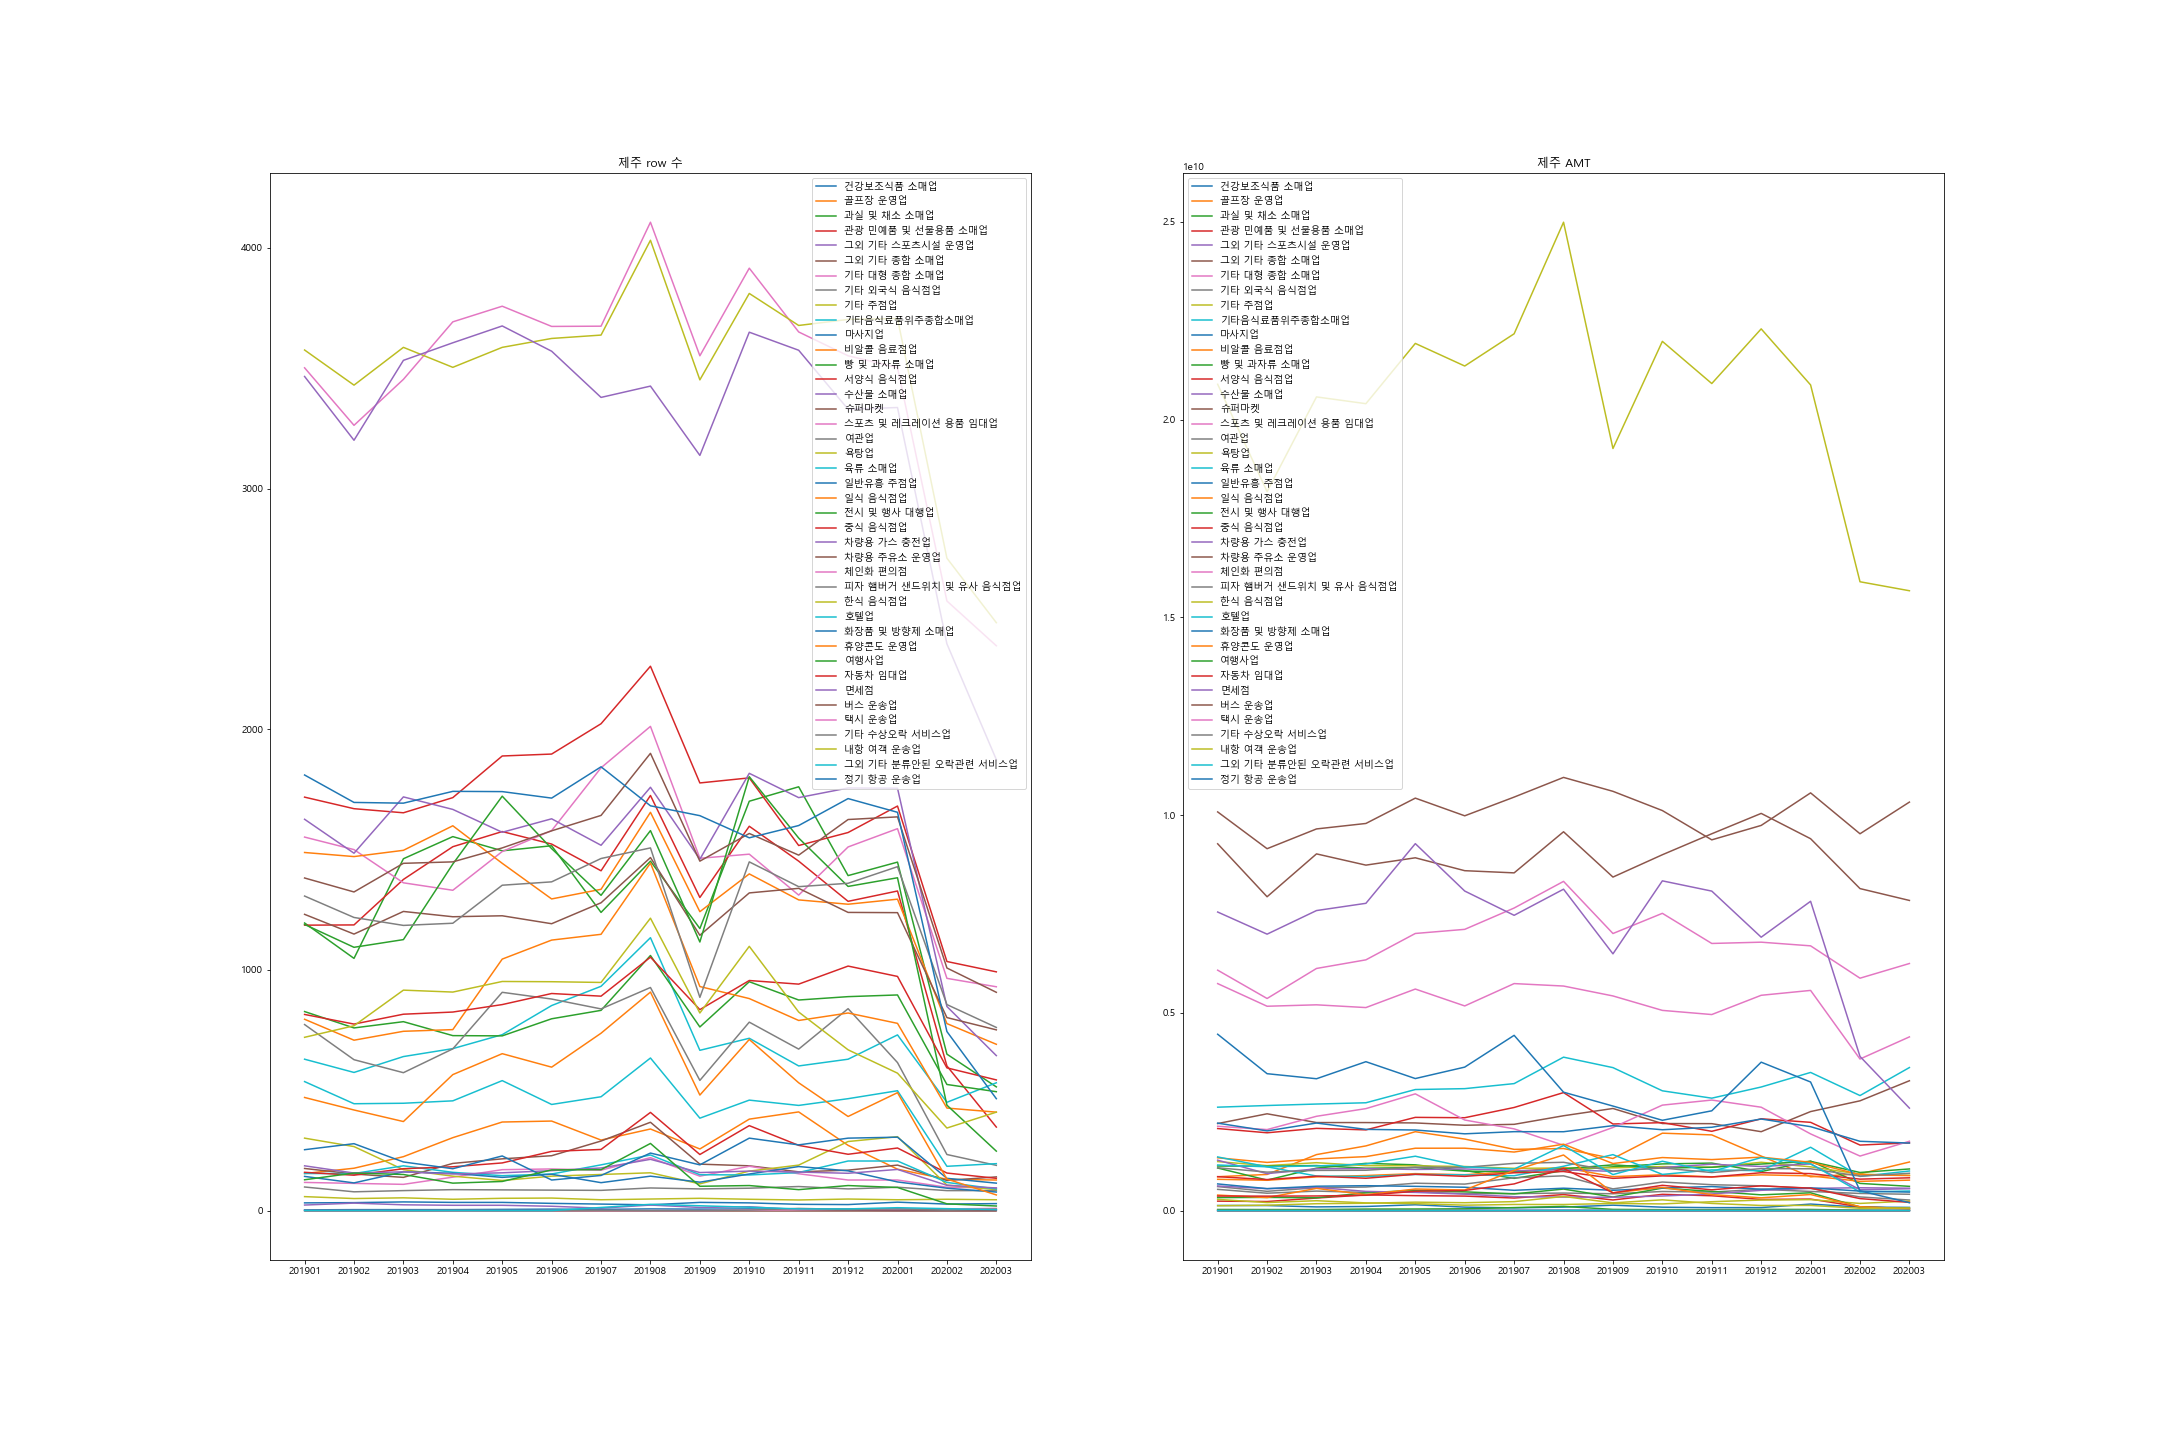 제주 row 수
4000
3000
2000
1000
0
201901 201902 201903 201904 201905 201906 201907 201908 201909 201910 201911 201912 202001 202002 202003
건강보조식품 소매업
골프장 운영업
과실 및 채소 소매업
관광 민예품 및 선물용품 소매업
그외 기타 스포츠시설 운영업
그외 기타 종합 소매업
기타 대형 종합 소매업
기타 외국식 음식점업
기타 주점업
기타음식료품위주종합소매업
마사지업
비알콜 음료점업
빵 및 과자류 소매업
서양식 음식점업
수산물 소매업
슈퍼마켓
스포츠 및 레크레이션 용품 임대업
여관업
욕탕업
육류 소매업
일반유흥 주점업
일식 음식점업
전시 및 행사 대행업
중식 음식점업
차량용 가스 충전업
차량용 주유소 운영업
체인화 편의점
피자 햄버거 샌드위치 및 유사 음식점업
한식 음식점업
호텔업
화장품 및 방향제 소매업
휴양콘도 운영업
여행사업
자동차 임대업
면세점
버스 운송업
택시 운송업
기타 수상오락 서비스업
내항 여객 운송업
그외 기타 분류안된 오락관련 서비스업
정기 항공 운송업
제주 AMT
1e10
2.5
2.0
1.5
1.0
0.5
0.0
201901 201902 201903 201904 201905 201906 201907 201908 201909 201910 201911 201912 202001 202002 202003
건강보조식품 소매업
골프장 운영업
과실 및 채소 소매업
관광 민예품 및 선물용품 소매업
그외 기타 스포츠시설 운영업
그외 기타 종합 소매업
기타 대형 종합 소매업
기타 외국식 음식점업
기타 주점업
기타음식료품위주종합소매업
마사지업
비알콜 음료점업
빵 및 과자류 소매업
서양식 음식점업
수산물 소매업
슈퍼마켓
스포츠 및 레크레이션 용품 임대업
여관업
욕탕업
육류 소매업
일반유흥 주점업
일식 음식점업
전시 및 행사 대행업
중식 음식점업
차량용 가스 충전업
차량용 주유소 운영업
체인화 편의점
피자 햄버거 샌드위치 및 유사 음식점업
한식 음식점업
호텔업
화장품 및 방향제 소매업
휴양콘도 운영업
여행사업
자동차 임대업
면세점
버스 운송업
택시 운송업
기타 수상오락 서비스업
내항 여객 운송업
그외 기타 분류안된 오락관련 서비스업
정기 항공 운송업